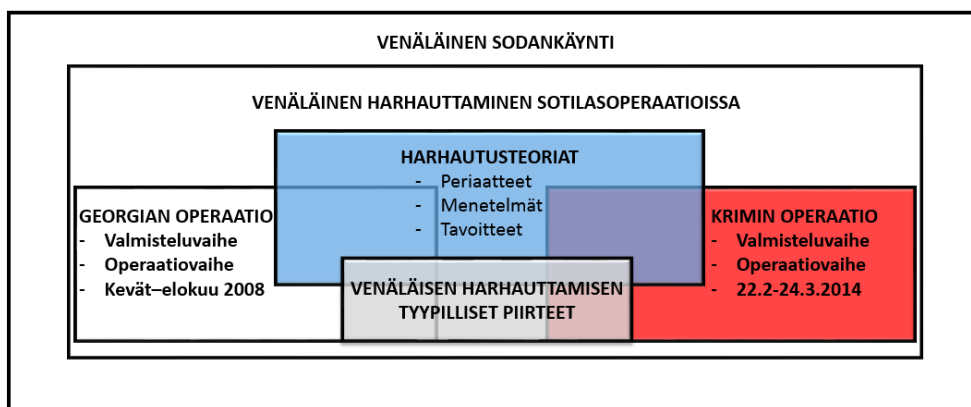 VENÄLÄINEN SODANKÄYNTI
VENÄLÄINEN HARHAUTTAMINEN SOTILASOPERAATIOISSA
HARHAUTUSTEORIAT
- Periaatteet
- Menetelmät
- Tavoitteet
GEORGIAN OPERAATIO
- Valmisteluvaihe
- Operaatiovaihe
- Kevät–elokuu 2008
KRIMIN OPERAATIO
- Valmisteluvaihe
- Operaatiovaihe
- 22.2-24.3.2014
VENÄLÄISEN HARHAUTTAMISEN
TYYPILLISET PIIRTEET